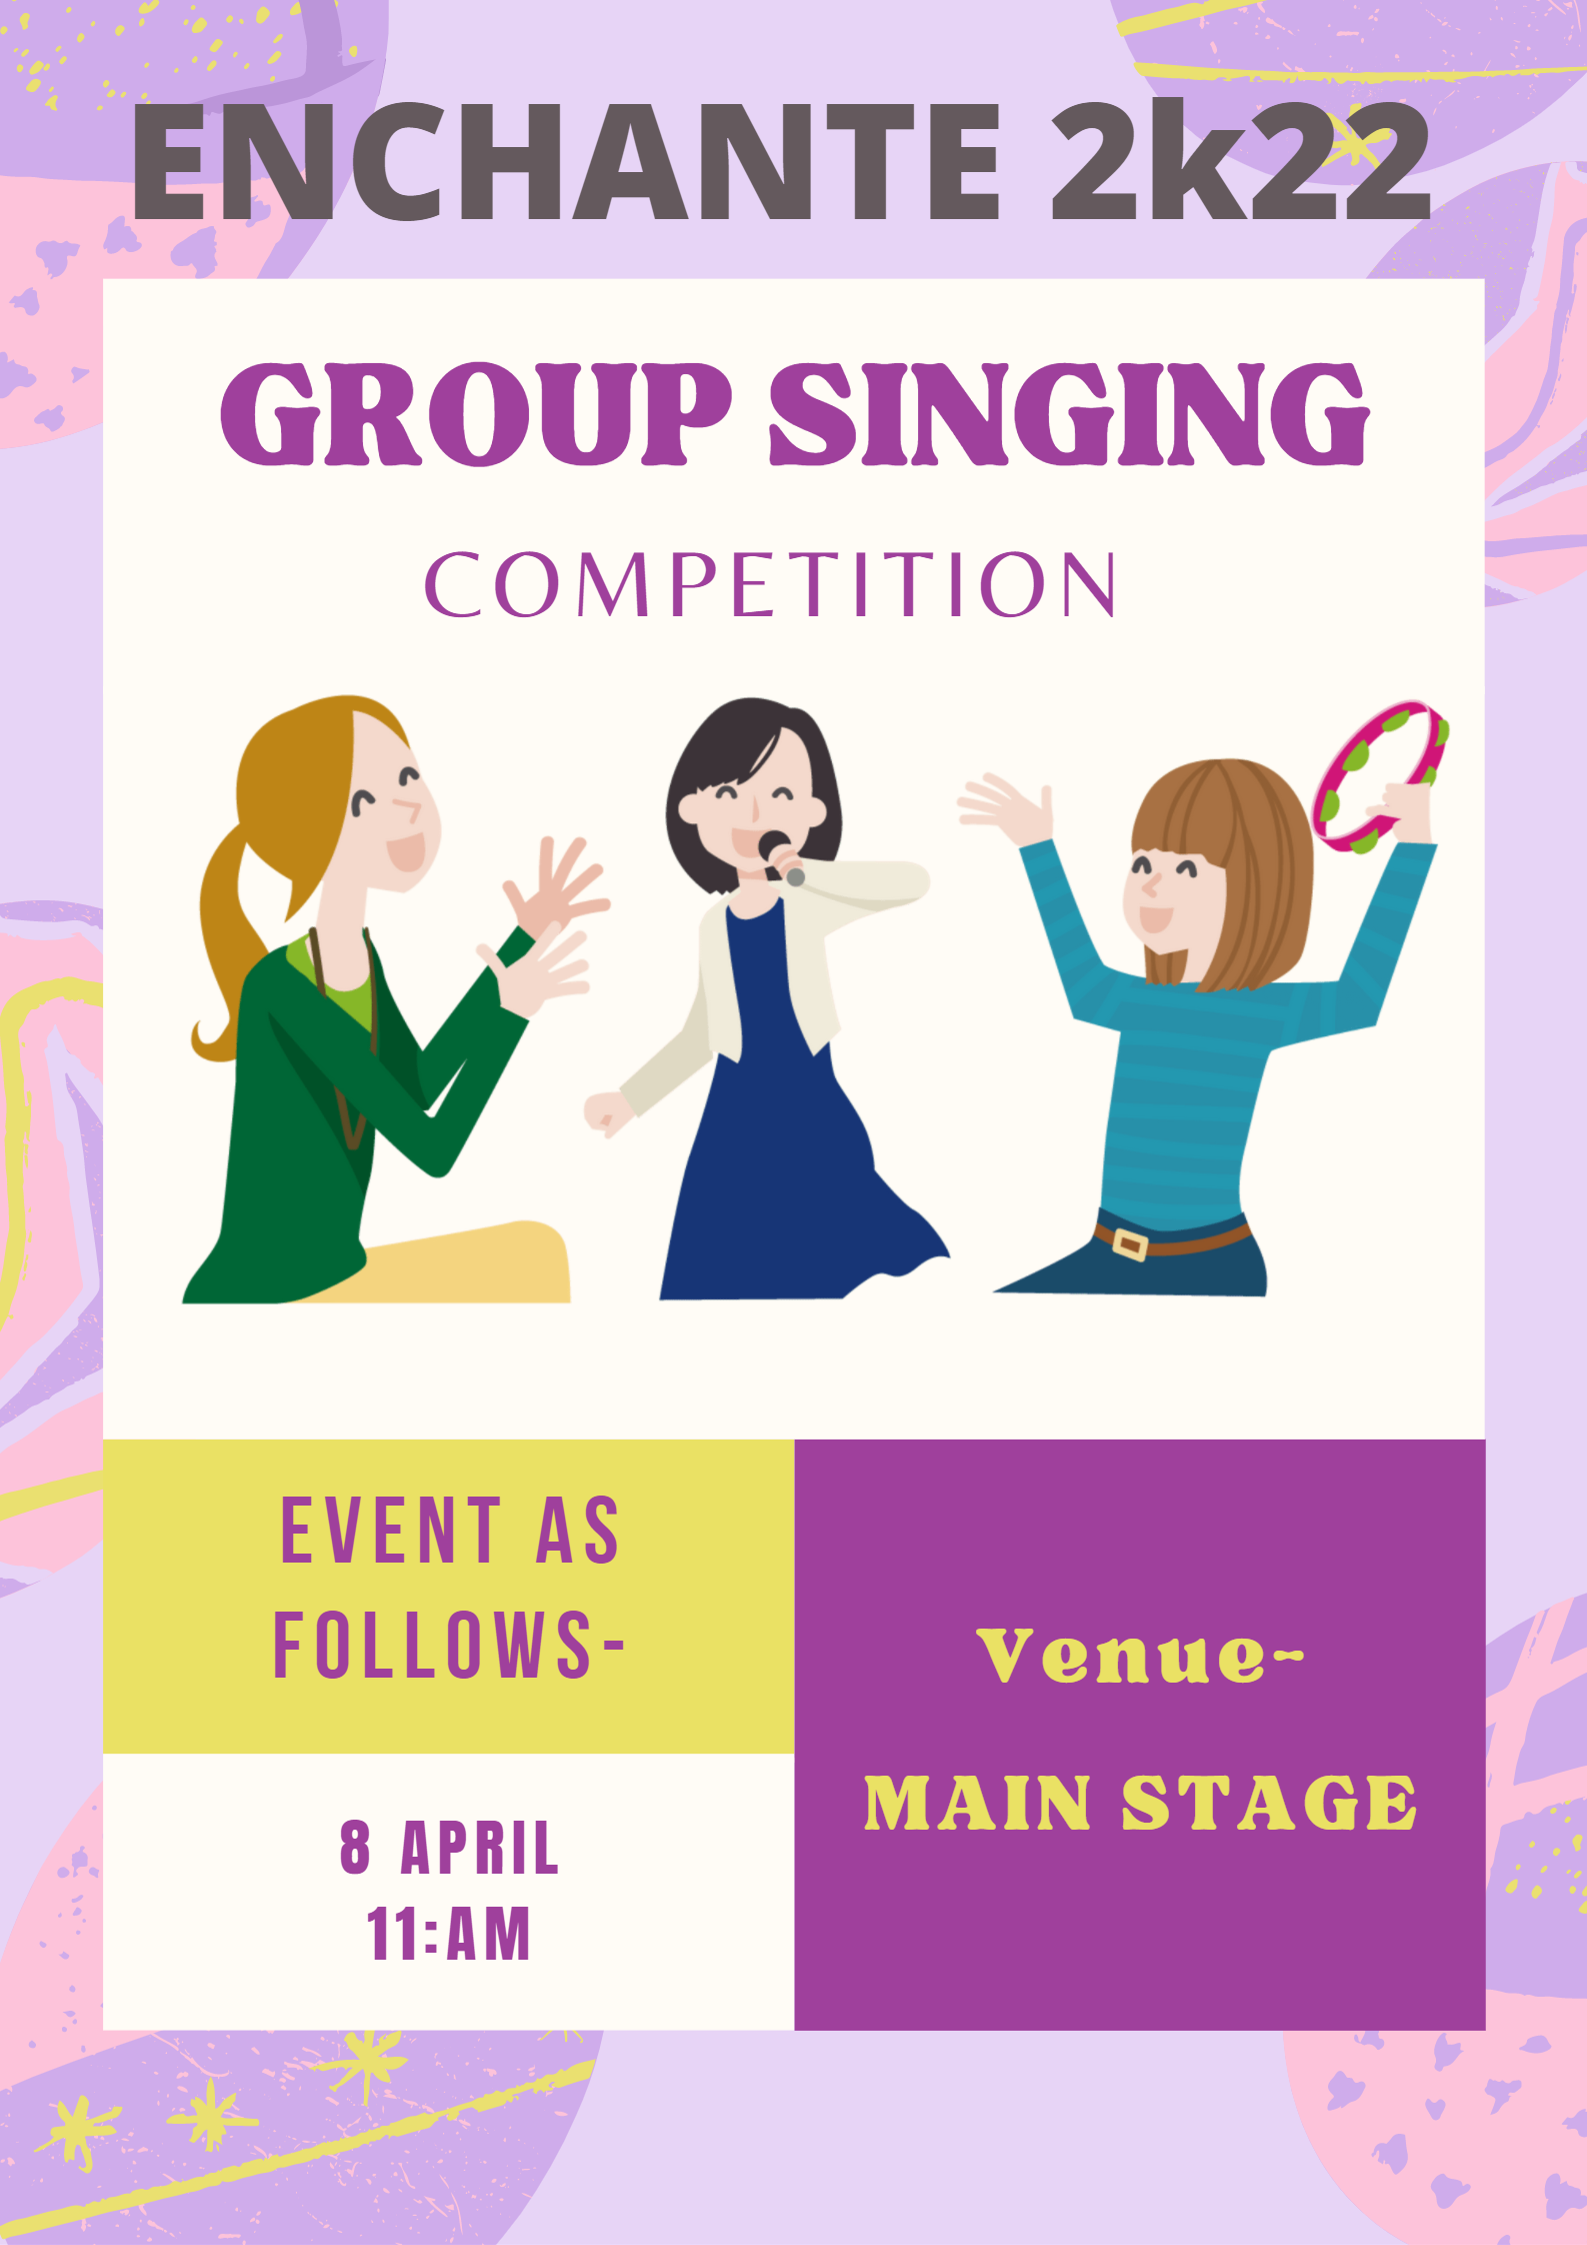 ENCHANTE 2k22
GROUP SINGING
COMPETITION
EVENT AS
FOLLOWS-
8 APRIL
11:AM
Venue-
MAIN STAGE